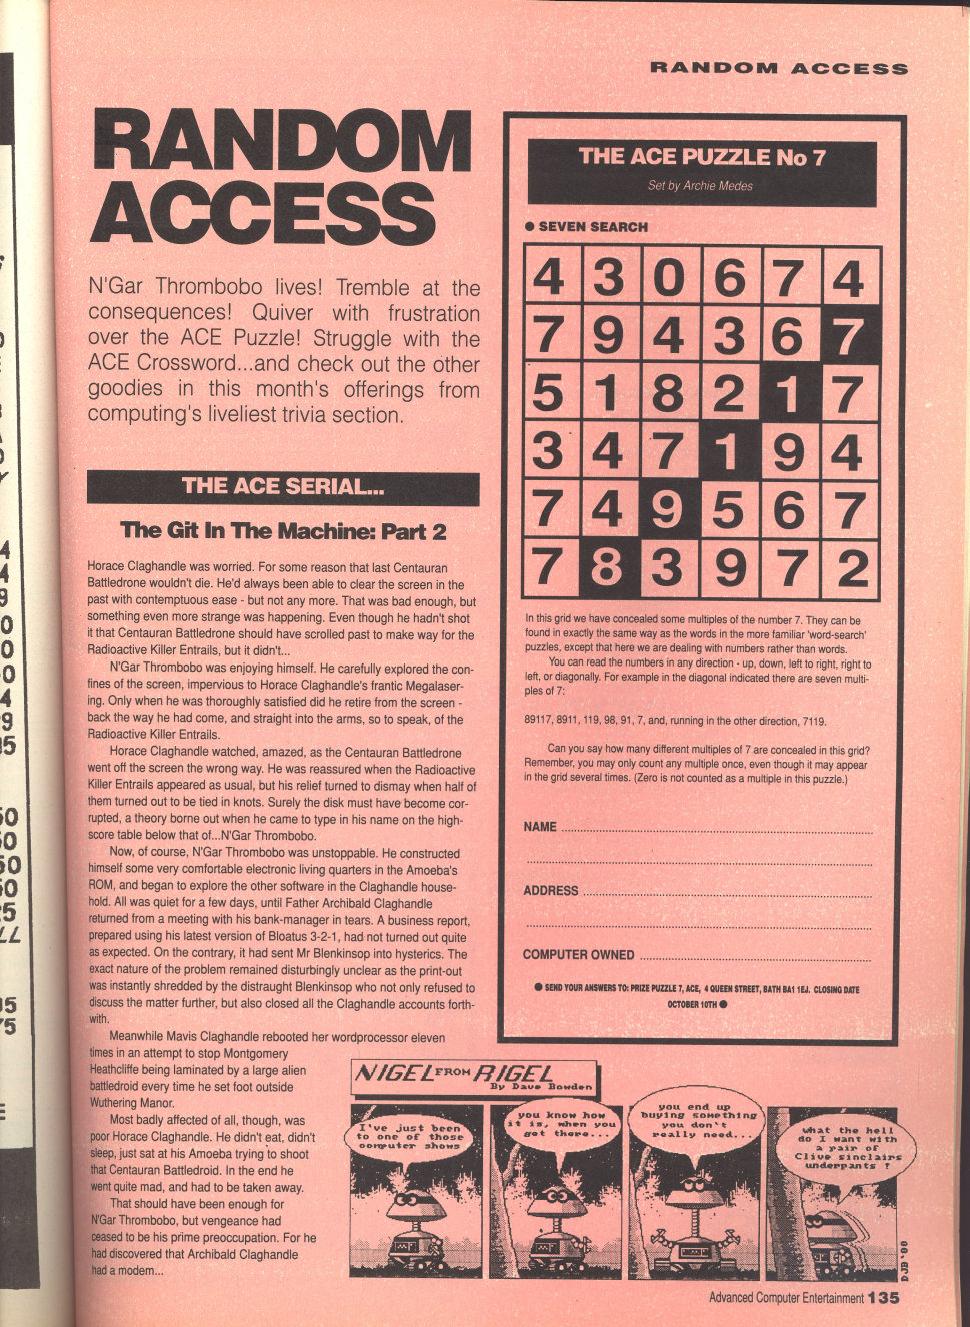 RANDOM ACCESS
RANDOM
ACCESS
N'Gar Thrombobo lives! Tremble at the
consequences! Quiver with frustration
over the ACE Puzzle! Struggle with the
ACE Crossword...and check out the other
goodies in this month's offerings from
computing's liveliest trivia section.
THE ACE SERIAL...
The Git In The Machine: Part 2
Horace Claghandle was worried. For some reason that last Centauran
Battledrone wouldn't die. He'd always been able to clear the screen in the
past with contemptuous ease - but not any more. That was bad enough, but
something even more strange was happening. Even though he hadn't shot
it that Centauran Battledrone should have scrolled past to make way for the
Radioactive Killer Entrails, but it didn't...
N'Gar Thrombobo was enjoying himself. He carefully explored the con-
fines of the screen, impervious to Horace Claghandle's frantic Megalaser-
ing. Only when he was thoroughly satisfied did he retire from the screen -
back the way he had come, and straight into the arms, so to speak, of the
Radioactive Killer Entrails.
Horace Claghandle watched, amazed, as the Centauran Battledrone
went off the screen the wrong way. He was reassured when the Radioactive
Killer Entrails appeared as usual, but his relief turned to dismay when half of
them turned out to be tied in knots. Surely the disk must have become cor-
rupted, a theory borne out when he came to type in his name on the high-
score table below that of...N'Gar Thrombobo.
Now, of course, N'Gar Thrombobo was unstoppable. He constructed
himself some very comfortable electronic living quarters in the Amoeba's
ROM, and began to explore the other software in the Claghandle house-
hold. All was quiet for a few days, until Father Archibald Claghandle
returned from a meeting with his bank-manager in tears. A business report,
prepared using his latest version of Bloatus 3-2-1, had not turned out quite
as expected. On the contrary, it had sent Mr Blenkinsop into hysterics. The
exact nature of the problem remained disturbingly unclear as the print-out
was instantly shredded by the distraught Blenkinsop who not only refused to
discuss the matter further, but also closed all the Claghandle accounts forth-
with.
Meanwhile Mavis Claghandle rebooted her wordprocessor eleven
times in an attempt to stop Montgomery
Heathcliffe being laminated by a large alien
battledroid every time he set foot outside
Wuthering Manor.
Most badly affected of all, though, was
poor Horace Claghandle. He didn't eat, didn't
sleep, just sat at his Amoeba trying to shoot
that Centauran Battledroid. In the end he
went quite mad, and had to be taken away.
That should have been enough for
N'Gar Thrombobo, but vengeance had
ceased to be his prime preoccupation. For he
had discovered that Archibald Claghandle
had a modem...
THE ACE PUZZLE No 7
Set by Archie Medes
● SEVEN SEARCH
4 3 0 6 7 4
7 9 4 3 6 7
5 1 8 2 1 7
3 4 7 1 9 4
7 4 9 5 6 7
7 8 3 9 7 2
In this grid we have concealed some multiples of the number 7. They can be
found in exactly the same way as the words in the more familiar 'word-search'
puzzles, except that here we are dealing with numbers rather than words.
You can read the numbers in any direction - up, down, left to right, right to
left, or diagonally. For example in the diagonal indicated there are seven multi-
ples of 7:
89117, 8911, 119, 98, 91, 7, and, running in the other direction, 7119.
Can you say how many different multiples of 7 are concealed in this grid?
Remember, you may only count any multiple once, even though it may appear
in the grid several times. (Zero is not counted as a multiple in this puzzle.)
NAME
ADDRESS
COMPUTER OWNED
● SEND YOUR ANSWERS TO: PRIZE PUZZLE 7, ACE, 4 QUEEN STREET, BATH BA1 1EJ. CLOSING DATE
OCTOBER 10TH ●
NIGEL FROM RIGEL
By Dave Bowden
I've just been
to one of those
computer shows
you know how
it is, when you
get there...
you end up
buying something
you don't
really need...
what the hell
do I want with
a pair of
Clive sinclairs
underpants ?
Advanced Computer Entertainment 135